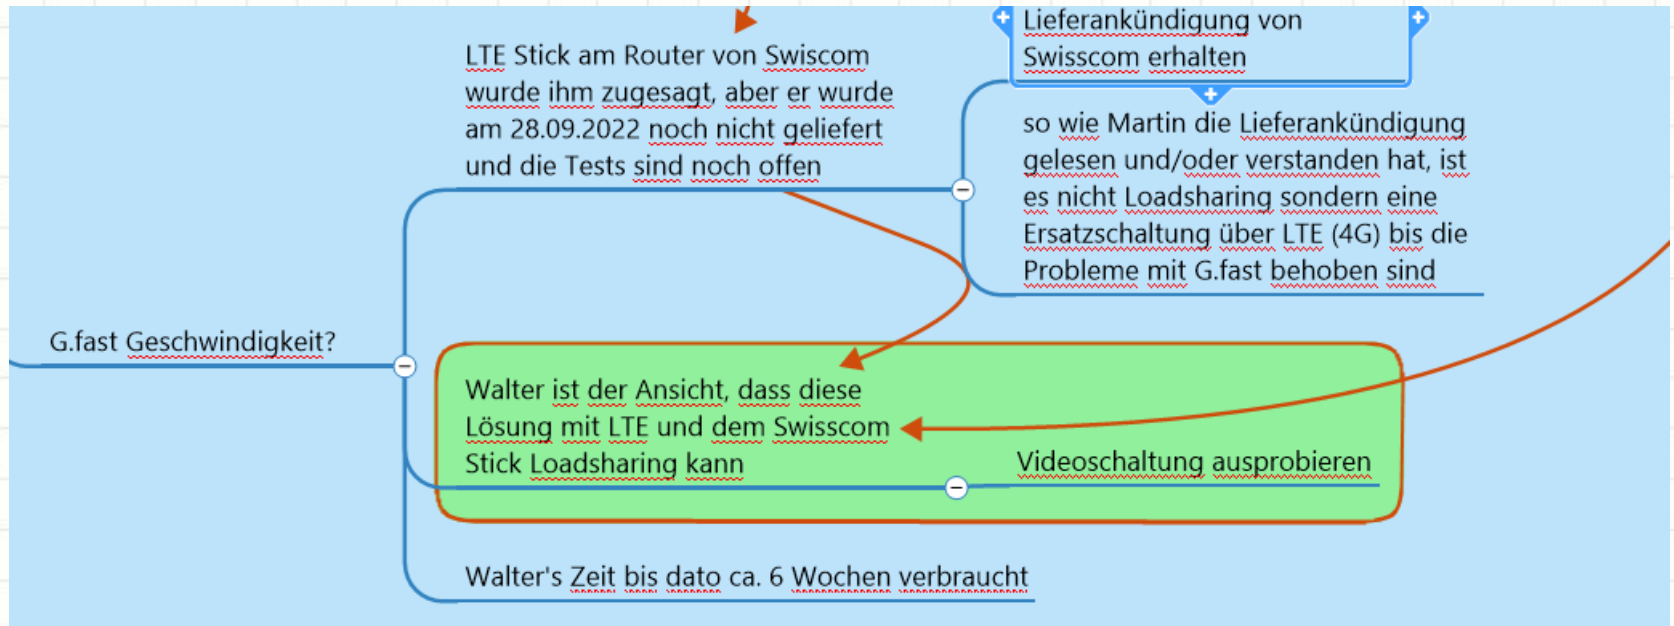 Lieferankündigung von
Swisscom erhalten
LTE Stick am Router von Swiscom
wurde ihm zugesagt, aber er wurde
am 28.09.2022 noch nicht geliefert
und die Tests sind noch offen
so wie Martin die Lieferankündigung
gelesen und/oder verstanden hat, ist
es nicht Loadsharing sondern eine
Ersatzschaltung über LTE (4G) bis die
Probleme mit G.fast behoben sind
G.fast Geschwindigkeit?
Walter ist der Ansicht, dass diese
Lösung mit LTE und dem Swisscom
Stick Loadsharing kann
Videoschaltung ausprobieren
Walter's Zeit bis dato ca. 6 Wochen verbraucht